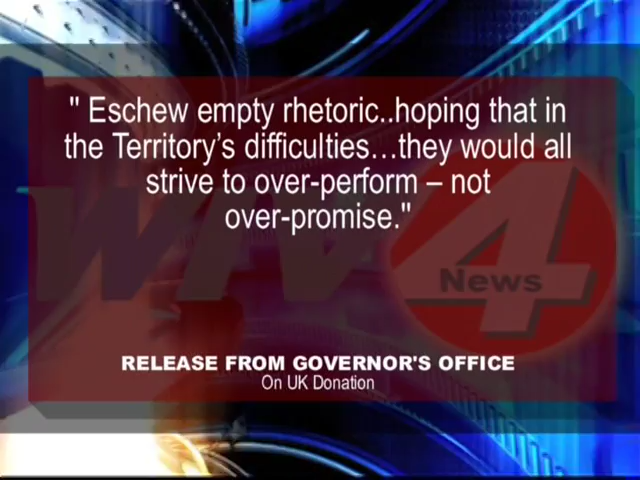 " Eschew empty rhetoric..hoping that in
the Territory's difficulties...they would all
strive to over-perform – not
over-promise."
WIV4
News
RELEASE FROM GOVERNOR'S OFFICE
On UK Donation